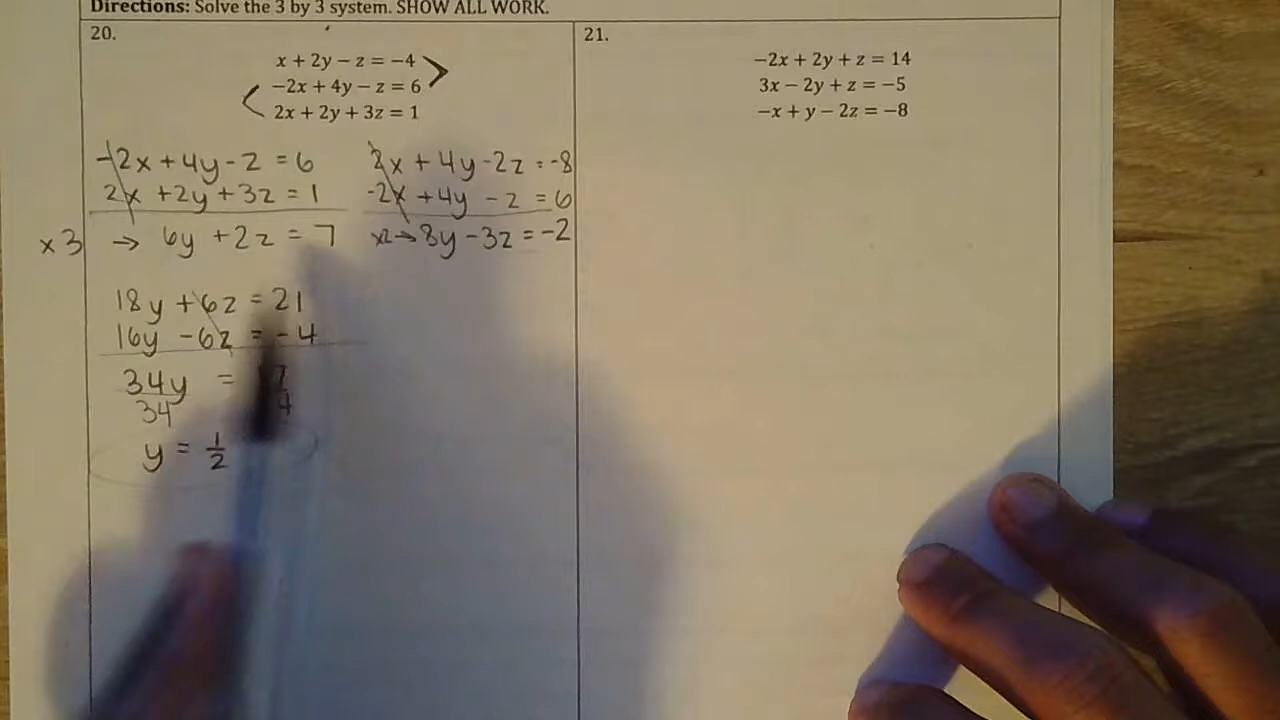 Directions: Solve the 3 by 3 system. SHOW ALL WORK.
20.
x + 2y − z = −4
−2x + 4y − z = 6
2x + 2y + 3z = 1
-2x + 4y - z = 6
2x + 2y + 3z = 1
x3 → 6y + 2z = 7
2x + 4y - 2z = -8
-2x + 4y - z = 6
x2→ 8y - 3z = -2
18y + 6z = 21
16y - 6z = -4
34y =
34
y = 1/2
21.
−2x + 2y + z = 14
3x − 2y + z = −5
−x + y − 2z = −8